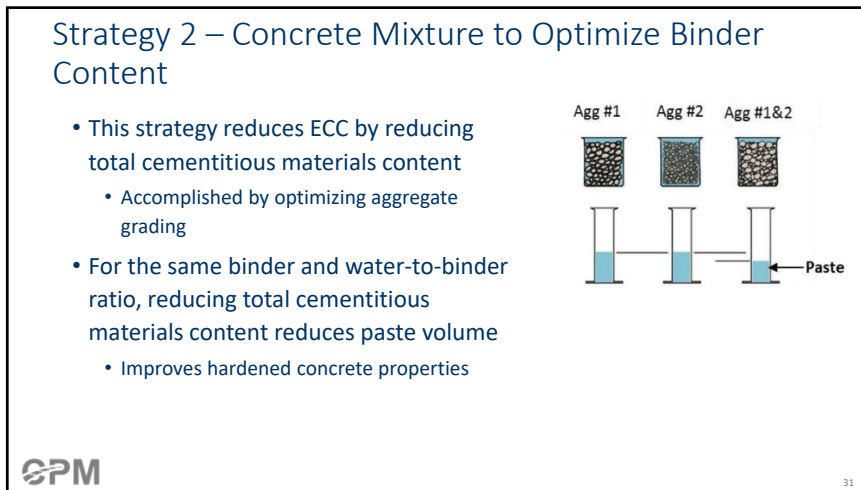 Strategy 2 – Concrete Mixture to Optimize Binder
Content
• This strategy reduces ECC by reducing
total cementitious materials content
• Accomplished by optimizing aggregate
grading
• For the same binder and water-to-binder
ratio, reducing total cementitious
materials content reduces paste volume
• Improves hardened concrete properties
Agg #1 Agg #2 Agg #1&2
Paste
CPM
31